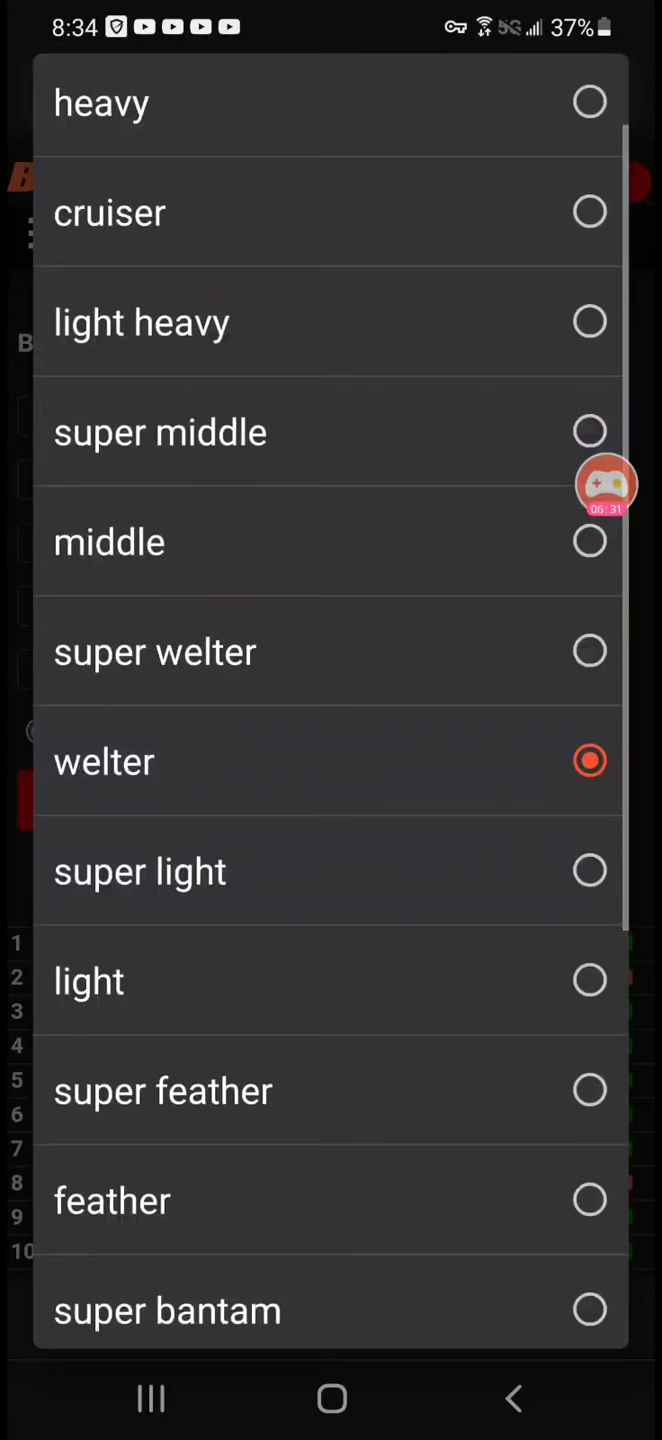 8:34 5G 37%
heavy
cruiser
light heavy
super middle
06:31
middle
super welter
welter
super light
light
super feather
feather
super bantam
B
B
1
2
3
4
5
6
7
8
9
10